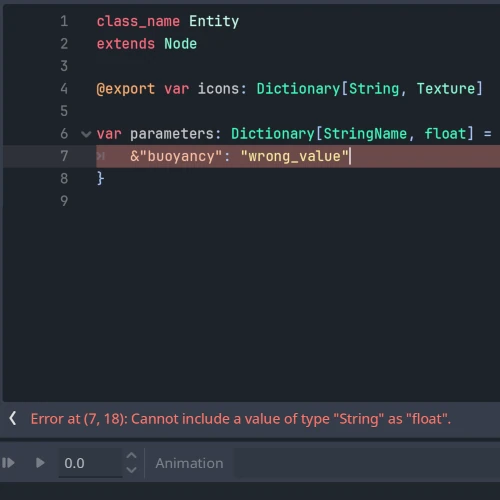 1 class_name Entity
2 extends Node
3
4 @export var icons: Dictionary[String, Texture]
5
6 var parameters: Dictionary[StringName, float] =
7 &"buoyancy": "wrong_value"
8 }
9
Error at (7, 18): Cannot include a value of type "String" as "float".
0.0 Animation